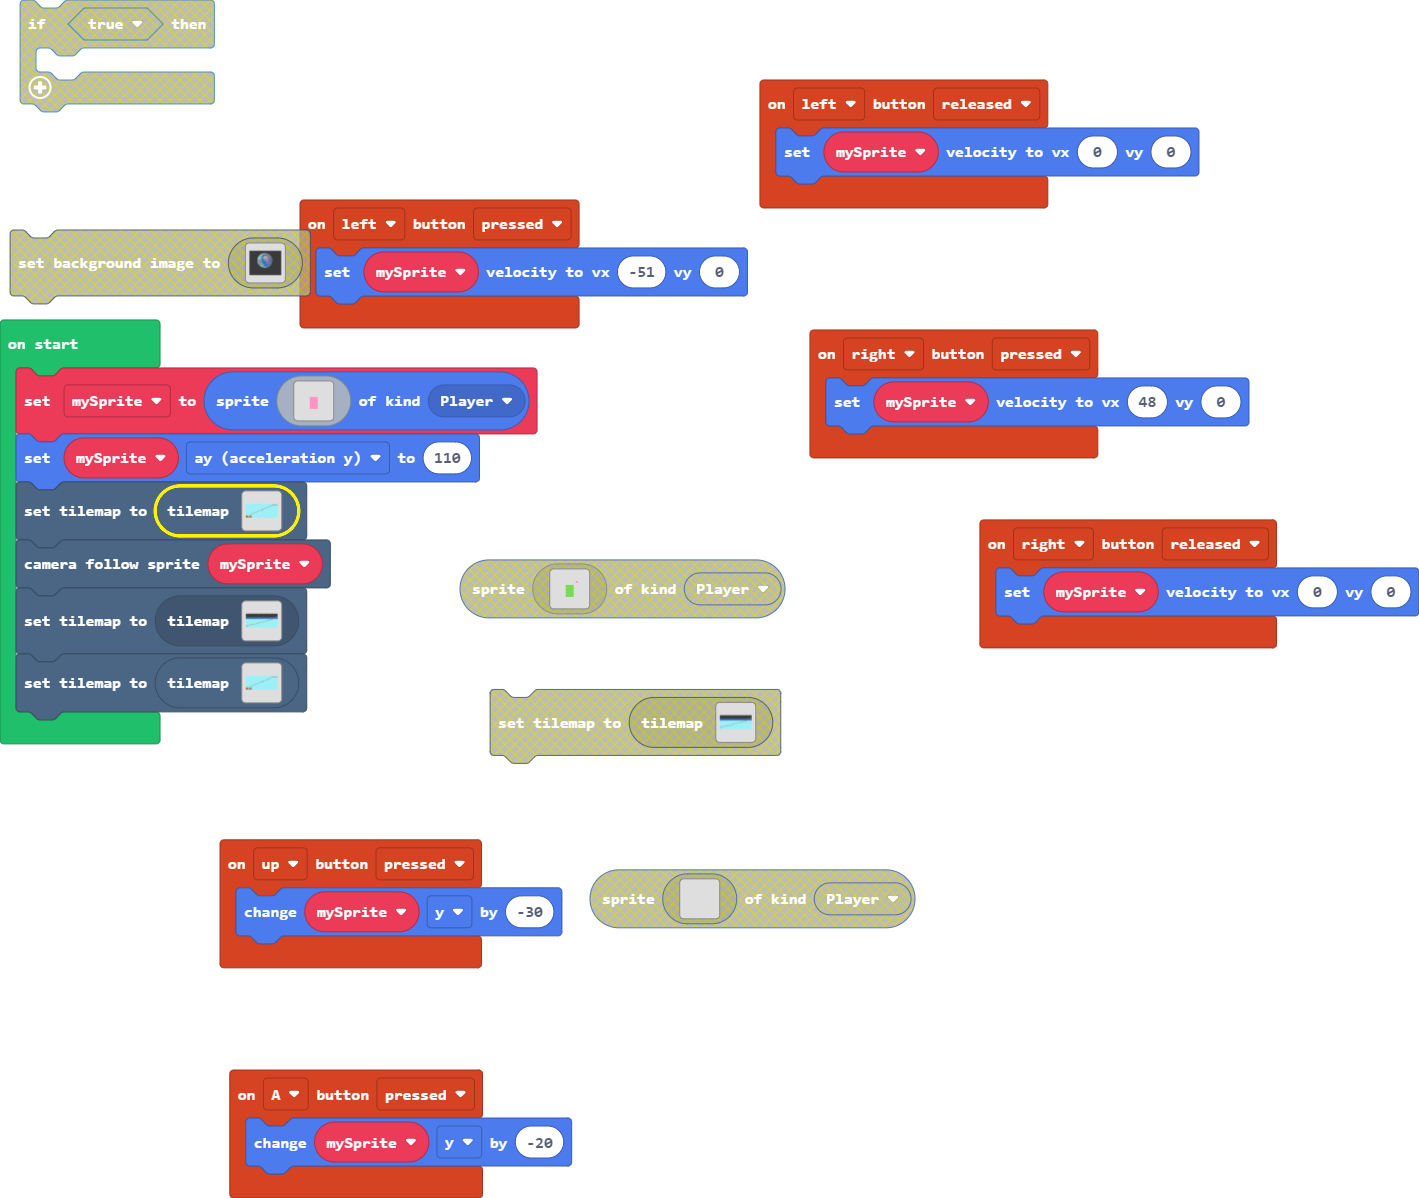 if true then
on left button released
set mySprite velocity to vx 0 vy 0
on left button pressed
set mySprite velocity to vx -51 vy 0
set background image to
on start
set mySprite to sprite of kind Player
set mySprite ay (acceleration y) to 110
set tilemap to tilemap
camera follow sprite mySprite
set tilemap to tilemap
set tilemap to tilemap
on right button pressed
set mySprite velocity to vx 48 vy 0
on right button released
set mySprite velocity to vx 0 vy 0
sprite of kind Player
set tilemap to tilemap
on up button pressed
change mySprite y by -30
sprite of kind Player
on A button pressed
change mySprite y by -20